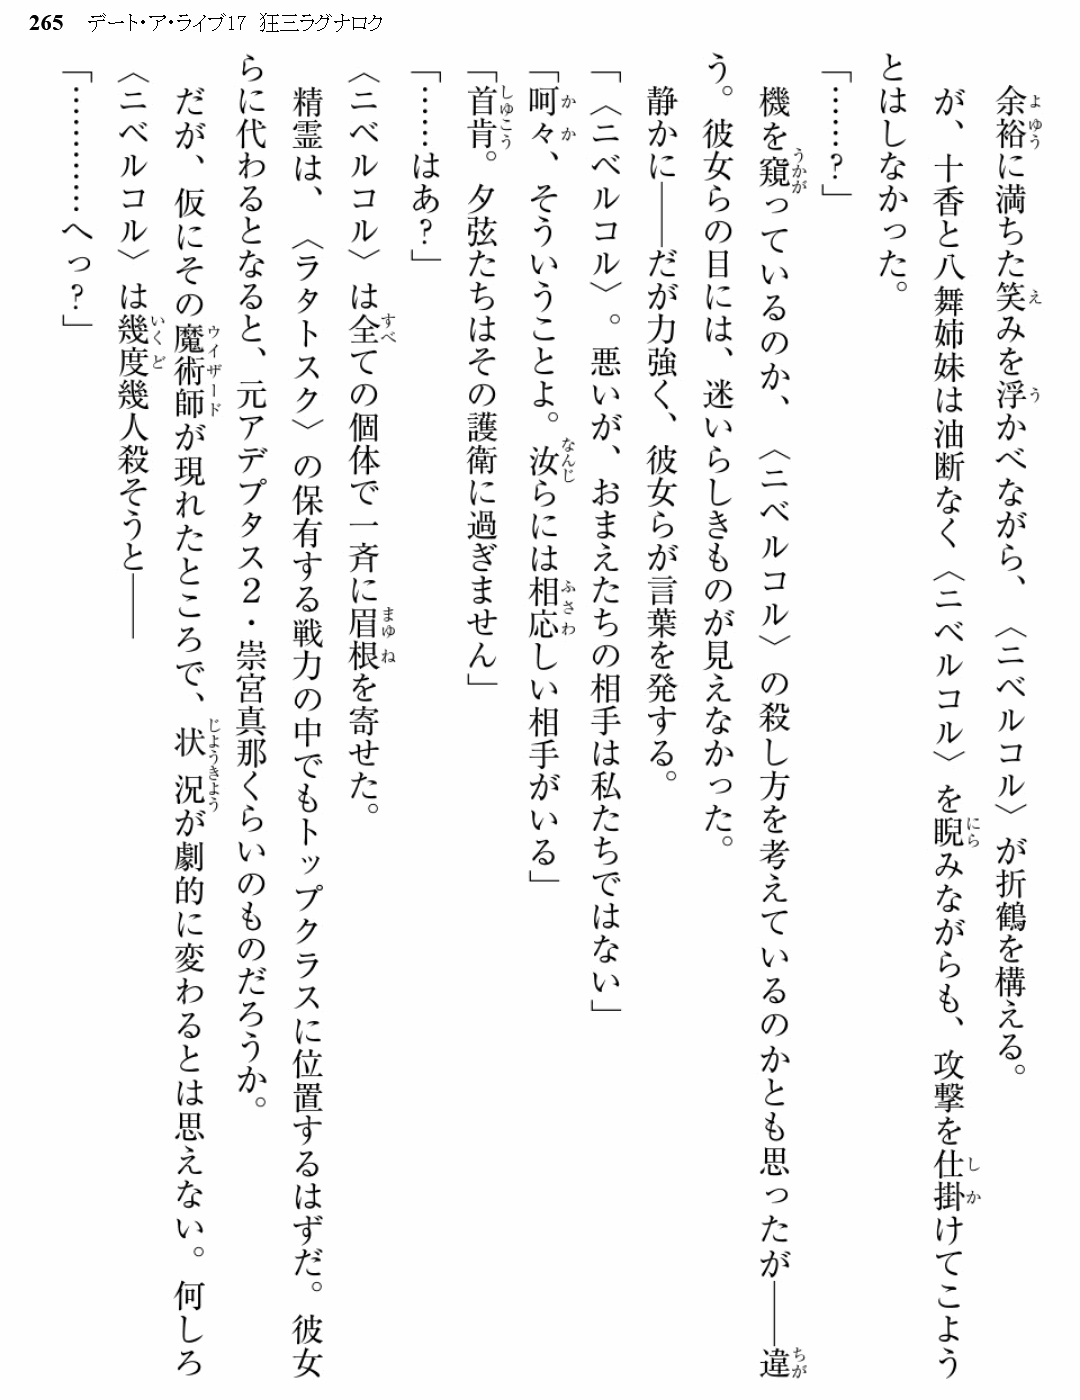 265 デート・ア・ライブ17 狂三ラグナロク
余裕に満ちた笑みを浮かべながら、〈ニベルコル〉が折鶴を構える。
が、十香と八舞姉妹は油断なく〈ニベルコル〉を睨みながらも、攻撃を仕掛けてこよう
とはしなかった。
「……？」
機を窺っているのか、〈ニベルコル〉の殺し方を考えているのかとも思ったが――違
う。彼女らの目には、迷いらしきものが見えなかった。
静かに――だが力強く、彼女らが言葉を発する。
「〈ニベルコル〉。悪いが、おまえたちの相手は私たちではない」
「呵々、そういうことよ。汝らには相応しい相手がいる」
「首肯。夕弦たちはその護衛に過ぎません」
「……はあ？」
〈ニベルコル〉は全ての個体で一斉に眉根を寄せた。
精霊は、〈ラタトスク〉の保有する戦力の中でもトップクラスに位置するはずだ。彼女
らに代わるとなると、元アデプタス２・崇宮真那くらいのものだろうか。
だが、仮にその魔術師が現れたところで、状況が劇的に変わるとは思えない。何しろ
〈ニベルコル〉は幾度幾人殺そうと――
「…………へっ？」